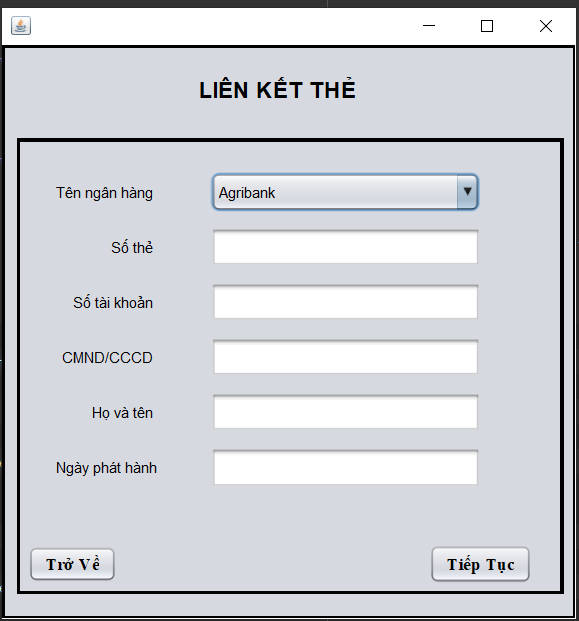 LIÊN KẾT THẺ
Tên ngân hàng
Agribank
Số thẻ
Số tài khoản
CMND/CCCD
Họ và tên
Ngày phát hành
Trở Về
Tiếp Tục